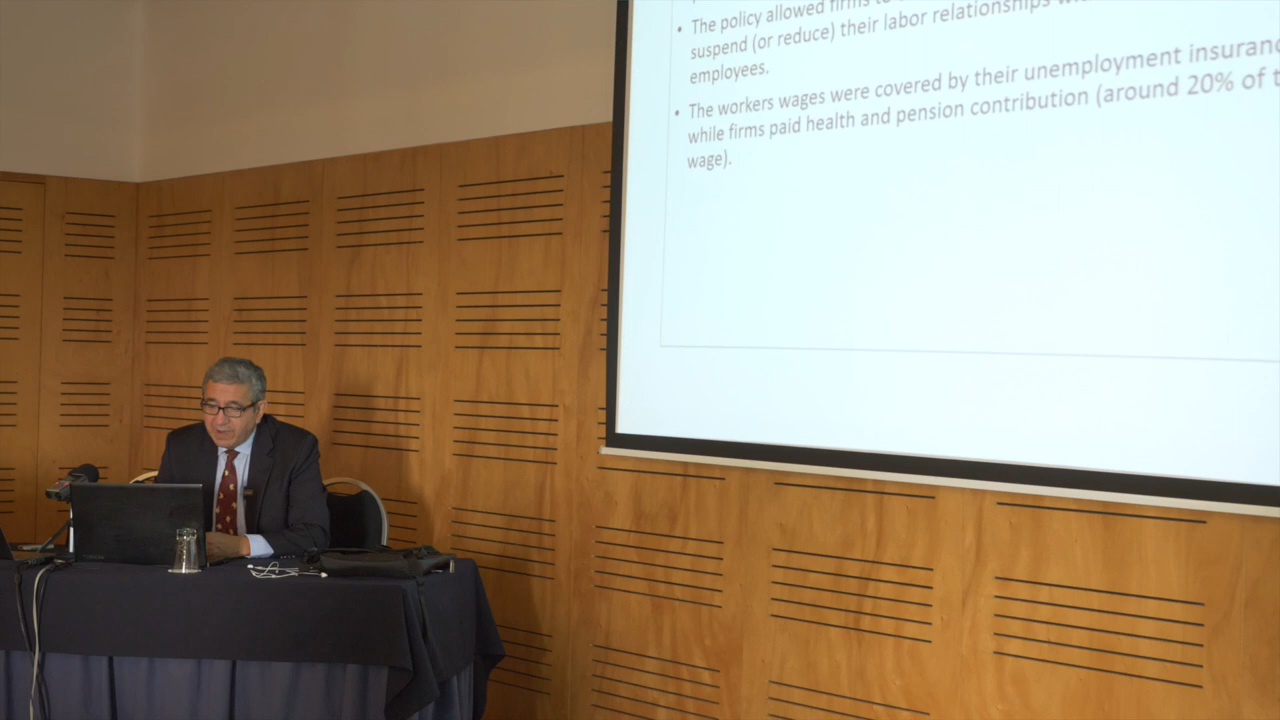 • The policy allowed firms to
suspend (or reduce) their labor relationships
employees.
• The workers wages were covered by their unemployment
while firms paid health and pension contribution (around 20% of
wage).